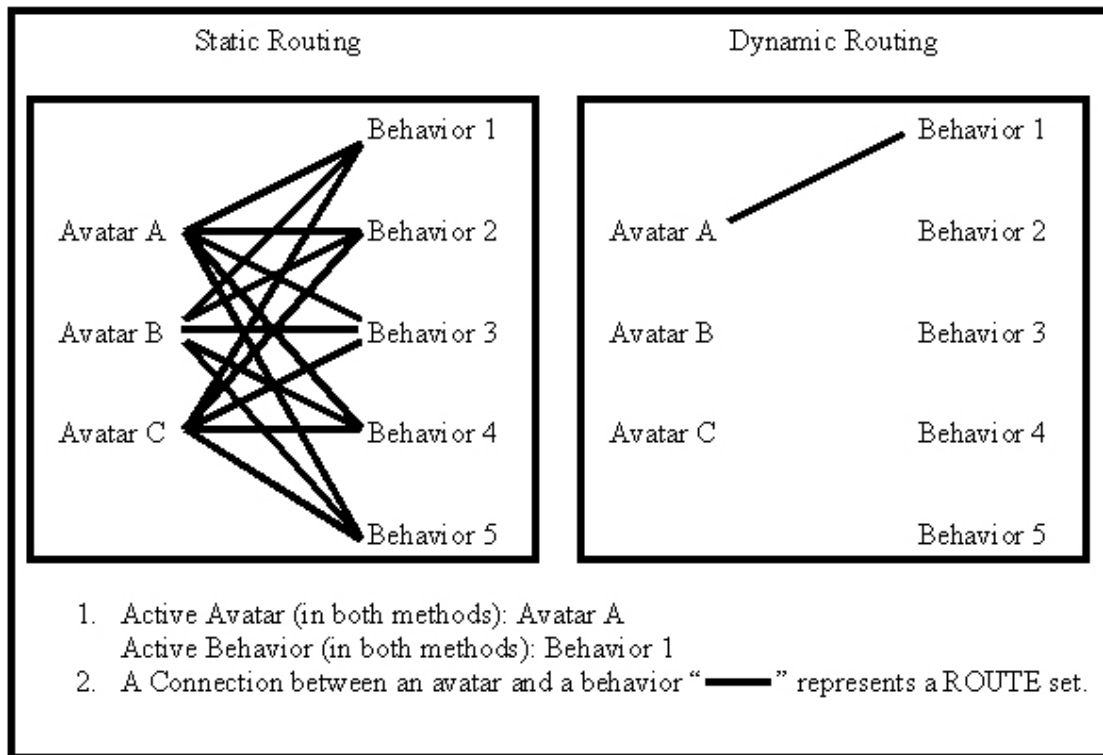 Static Routing
Dynamic Routing
Behavior 1
Avatar A
Behavior 2
Avatar B
Behavior 3
Avatar C
Behavior 4
Behavior 5
Behavior 1
Avatar A
Behavior 2
Avatar B
Behavior 3
Avatar C
Behavior 4
Behavior 5
1. Active Avatar (in both methods): Avatar A
Active Behavior (in both methods): Behavior 1
2. A Connection between an avatar and a behavior “ ” represents a ROUTE set.